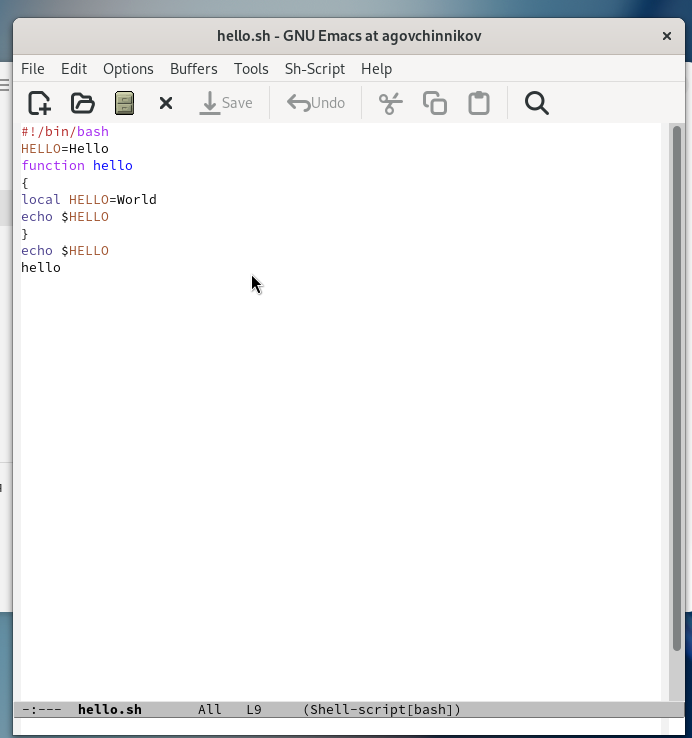 hello.sh - GNU Emacs at agovchinnikov
File Edit Options Buffers Tools Sh-Script Help
Save Undo
#!/bin/bash
HELLO=Hello
function hello
{
local HELLO=World
echo $HELLO
}
echo $HELLO
hello
-:--- hello.sh All L9 (Shell-script[bash])